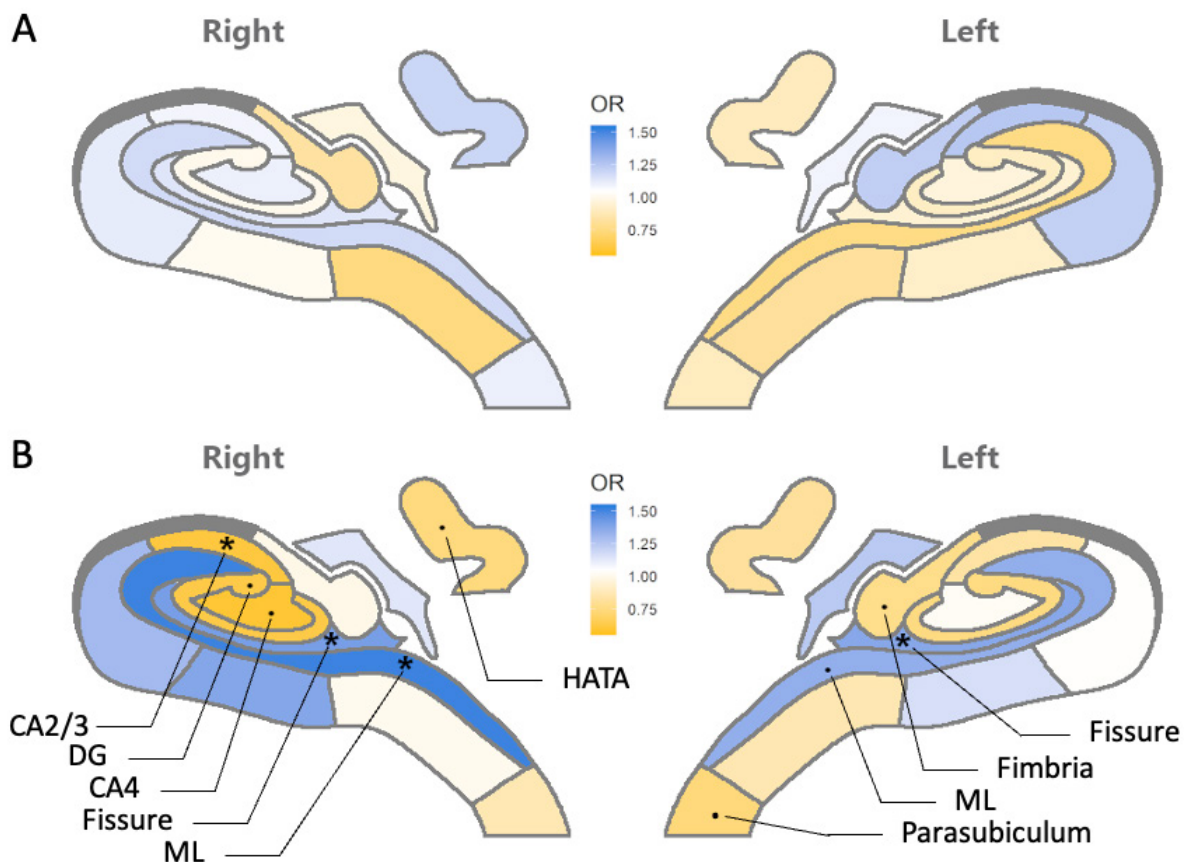 A
Right
Left
OR
1.50
1.25
1.00
0.75
B
Right
Left
OR
1.50
1.25
1.00
0.75
*
*
*
*
HATA
CA2/3
DG
CA4
Fissure
ML
Fissure
Fimbria
ML
Parasubiculum